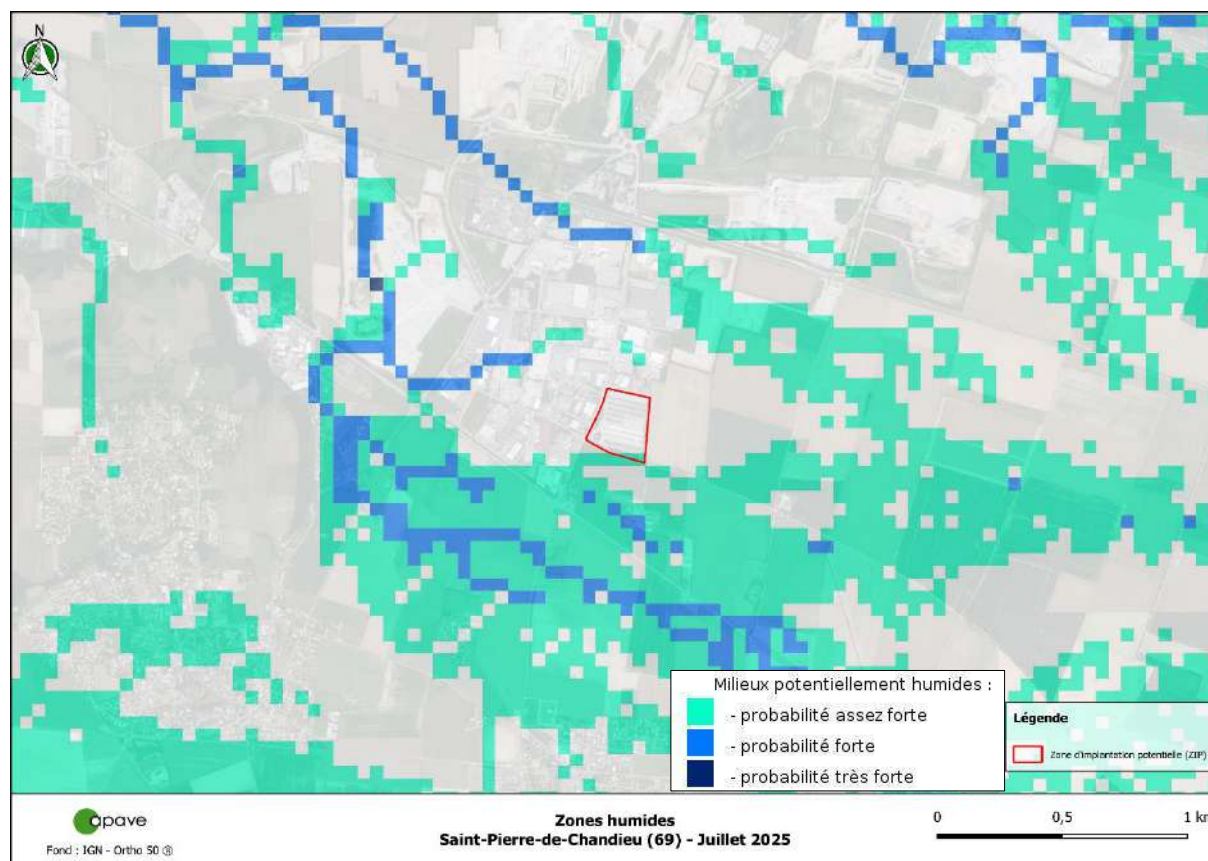 N
Milieux potentiellement humides :
- probabilité assez forte
- probabilité forte
- probabilité très forte
Légende
Zone d'implantation potentielle (ZIP)
apave
Fond : IGN - Ortho 50 ®
Zones humides
Saint-Pierre-de-Chandieu (69) - Juillet 2025
0 0,5 1 km